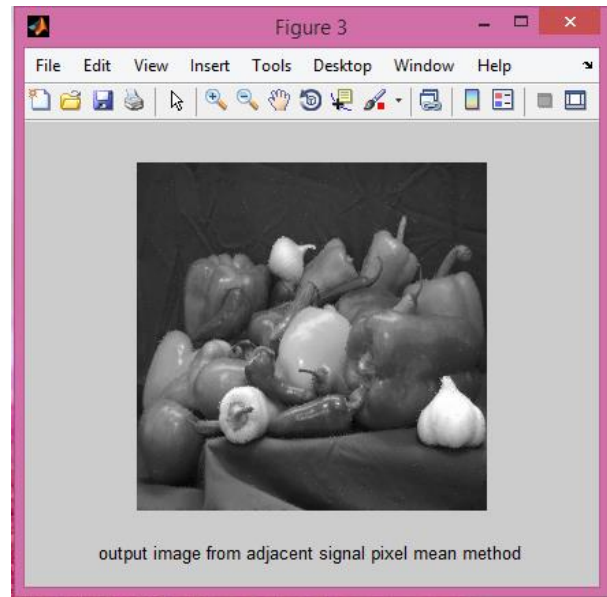 Figure 3
File Edit View Insert Tools Desktop Window Help
output image from adjacent signal pixel mean method